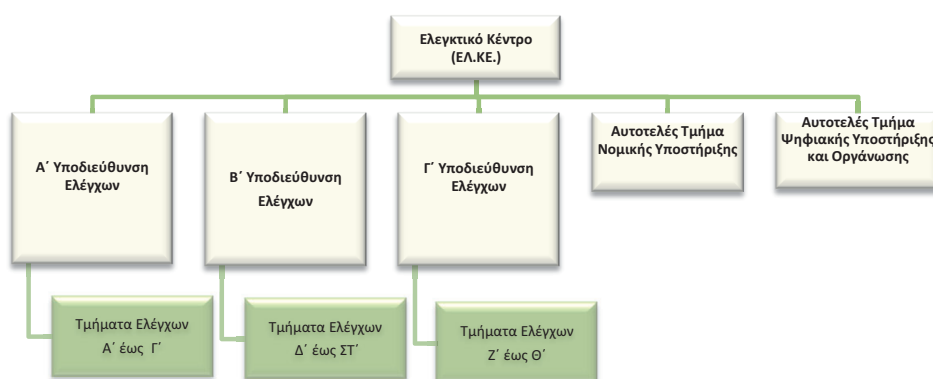 Ελεγκτικό Κέντρο
(ΕΛ.ΚΕ.)
Α΄ Υποδιεύθυνση
Ελέγχων
Β΄ Υποδιεύθυνση
Ελέγχων
Γ΄ Υποδιεύθυνση
Ελέγχων
Αυτοτελές Τμήμα
Νομικής Υποστήριξης
Αυτοτελές Τμήμα
Ψηφιακής Υποστήριξης
και Οργάνωσης
Τμήματα Ελέγχων
Α΄ έως Γ΄
Τμήματα Ελέγχων
Δ΄ έως ΣΤ΄
Τμήματα Ελέγχων
Ζ΄ έως Θ΄